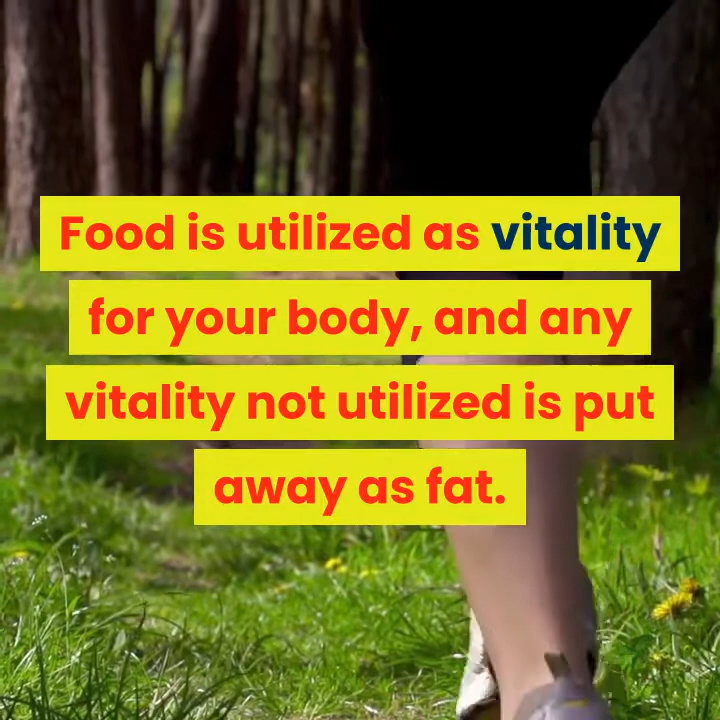 Food is utilized as vitality
for your body, and any
vitality not utilized is put
away as fat.